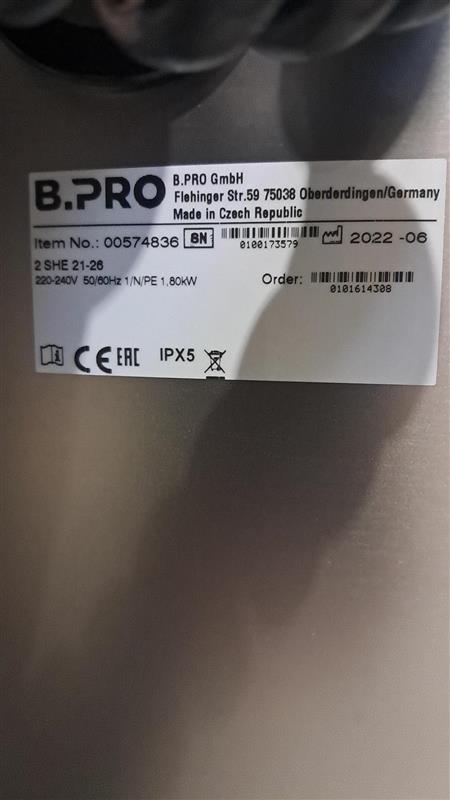 B.PRO
B.PRO GmbH
Flehinger Str.59 75038 Oberderdingen/Germany
Made in Czech Republic
Item No.: 00574836 SN 0100173579 2022 -06
2 SHE 21-26
220-240V 50/60Hz 1/N/PE 1,80kW
Order: 0101614308
i CE EAC IPX5